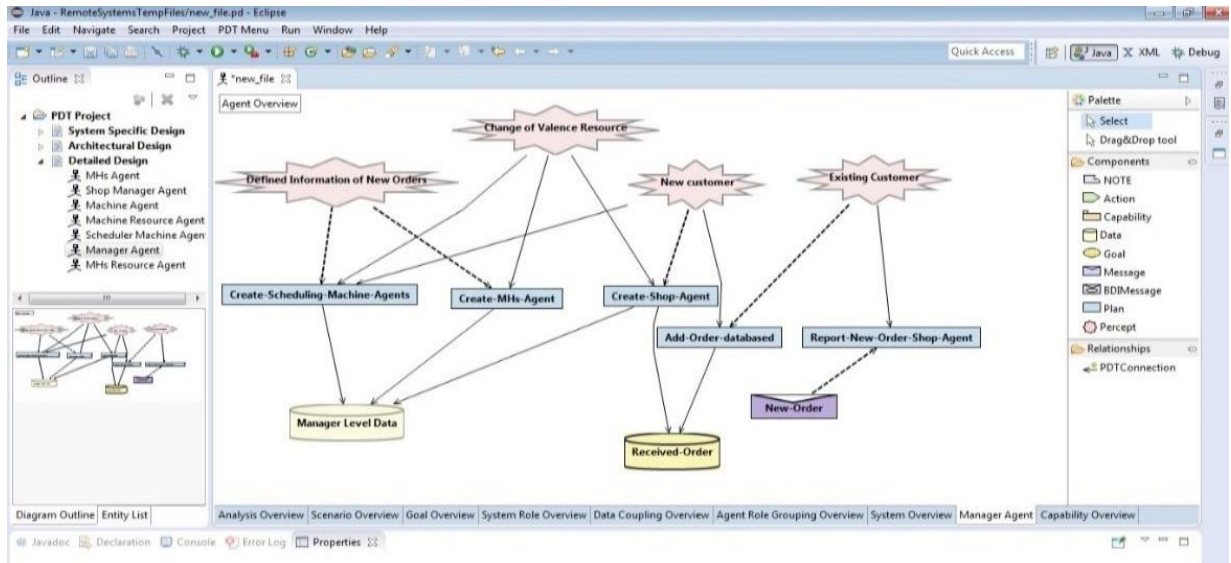 Java - RemoteSystemsTempFiles/new_file.pd - Eclipse
File Edit Navigate Search Project PDT Menu Run Window Help
Quick Access Java XML Debug
Outline
*new_file
PDT Project
System Specific Design
Architectural Design
Detailed Design
MHs Agent
Shop Manager Agent
Machine Agent
Machine Resource Agent
Scheduler Machine Agen
Manager Agent
MHs Resource Agent
Agent Overview
Change of Valence Resource
Defined Information of New Orders
New customer
Existing Customer
Create-Scheduling-Machine-Agents
Create-MHs-Agent
Create-Shop-Agent
Add-Order-databased
Report-New-Order-Shop-Agent
New-Order
Manager Level Data
Received-Order
Palette
Select
Drag&Drop tool
Components
NOTE
Action
Capability
Data
Goal
Message
BDIMessage
Plan
Percept
Relationships
PDTConnection
Diagram Outline Entity List
Analysis Overview Scenario Overview Goal Overview System Role Overview Data Coupling Overview Agent Role Grouping Overview System Overview Manager Agent Capability Overview
Javadoc Declaration Console Error Log Properties